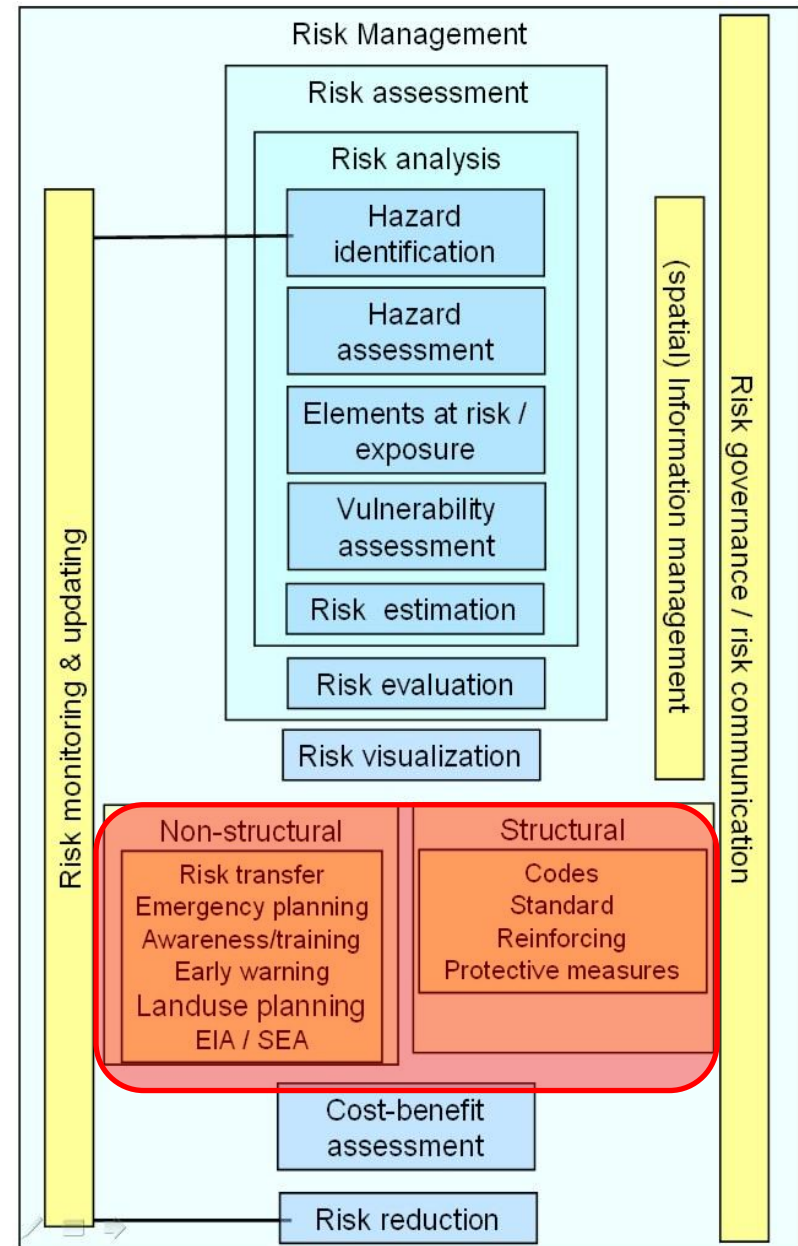 Risk Management
Risk assessment
Risk analysis
Hazard
identification
Hazard
assessment
Elements at risk /
exposure
Vulnerability
assessment
Risk  estimation
Risk evaluation
Risk visualization
Risk monitoring & updating
(spatial) Information management
Risk governance / risk communication
Non-structural
Risk transfer
Emergency planning
Awareness/training
Early warning
Landuse planning
EIA / SEA
Structural
Codes
Standard
Reinforcing
Protective measures
Cost-benefit
assessment
Risk reduction